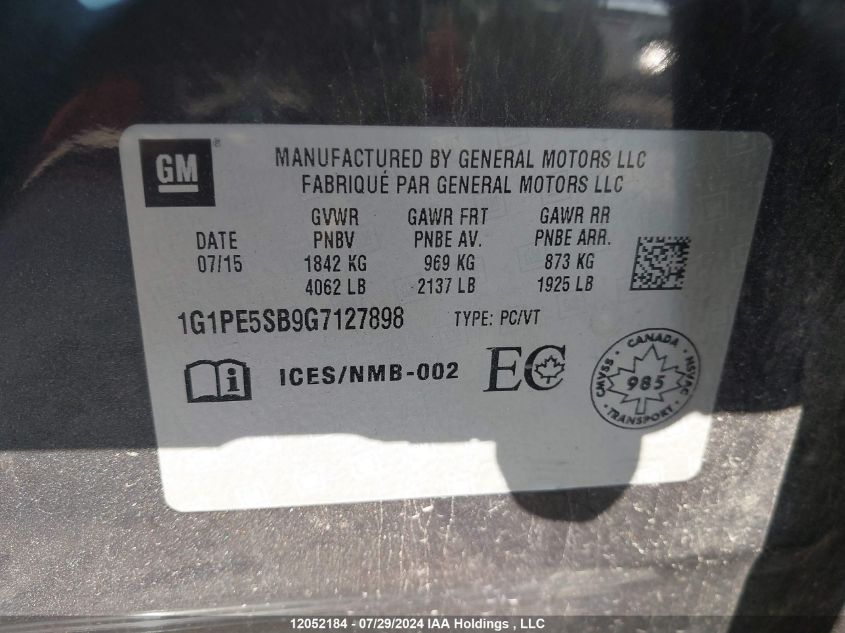 GM
MANUFACTURED BY GENERAL MOTORS LLC
FABRIQUÉ PAR GENERAL MOTORS LLC
GVWR GAWR FRT GAWR RR
DATE PNBV PNBE AV. PNBE ARR.
07/15 1842 KG 969 KG 873 KG
4062 LB 2137 LB 1925 LB
1G1PE5SB9G7127898 TYPE: PC/VT
i ICES/NMB-002 EC
CANADA
CMVSS 985 NSVAC
TRANSPORT
12052184 - 07/29/2024 IAA Holdings , LLC